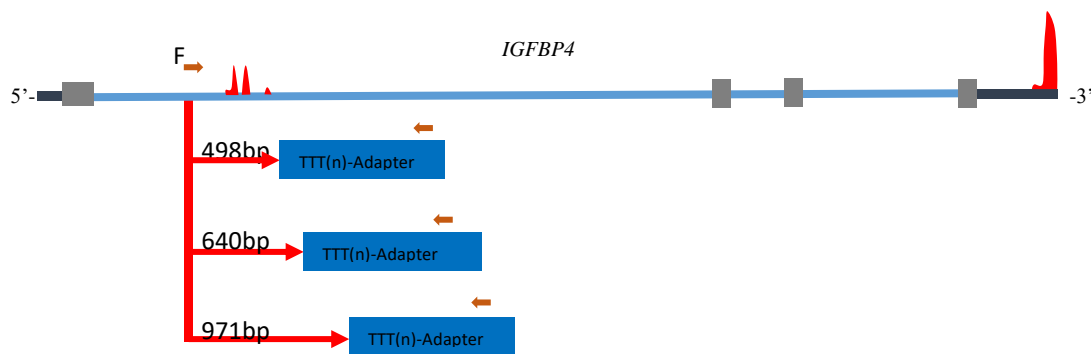 IGFBP4
F
5’-
-3’
498bp
TTT(n)-Adapter
640bp
TTT(n)-Adapter
971bp
TTT(n)-Adapter